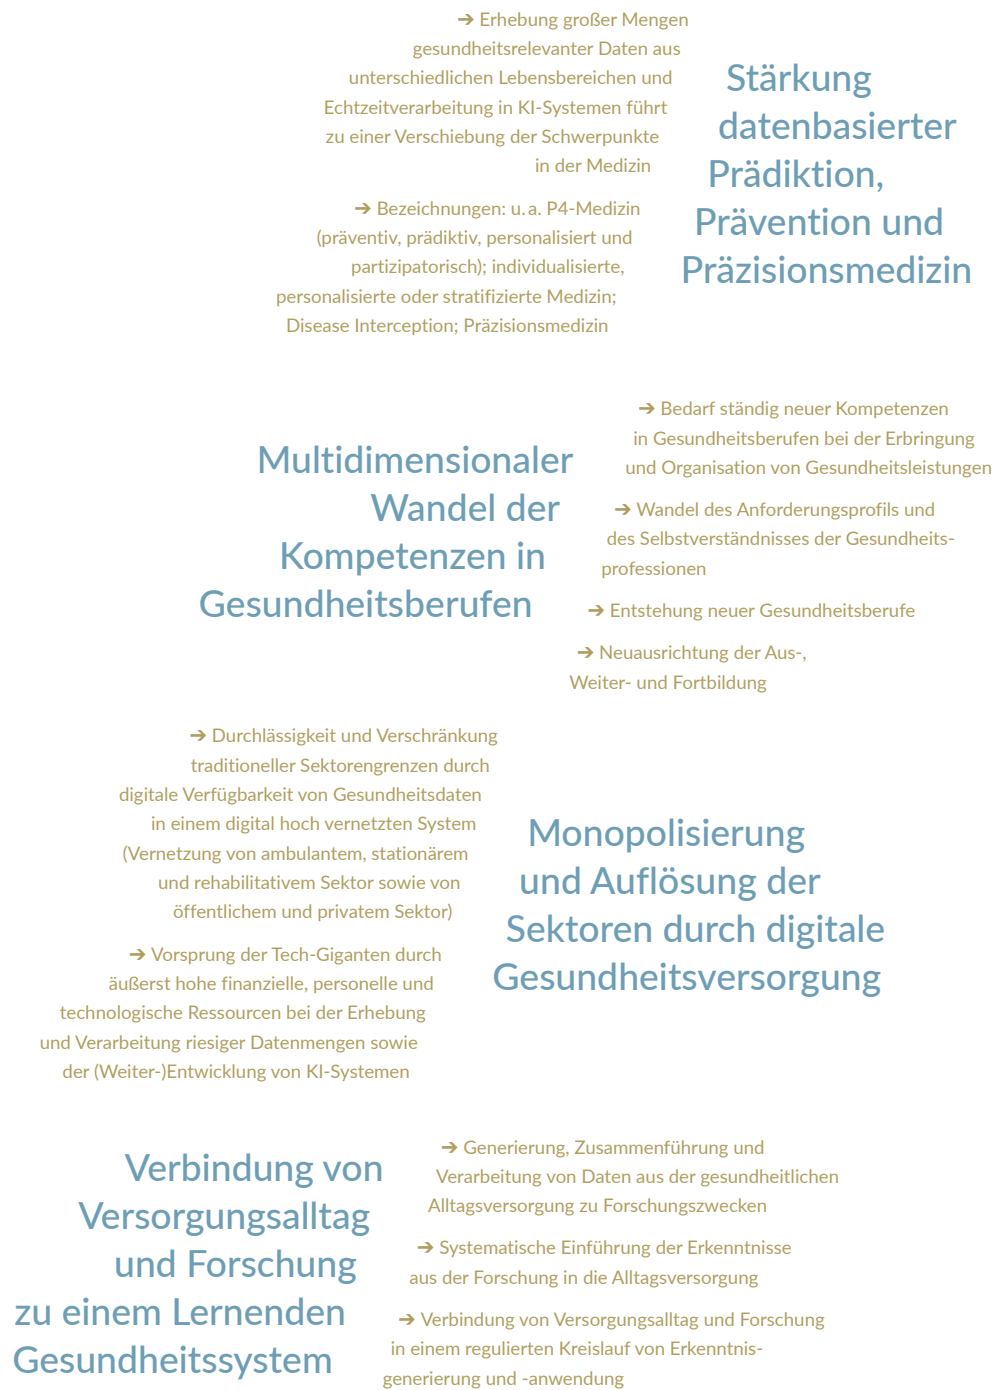 ➔ Erhebung großer Mengen
gesundheitsrelevanter Daten aus
unterschiedlichen Lebensbereichen und
Echtzeitverarbeitung in KI-Systemen führt
zu einer Verschiebung der Schwerpunkte
in der Medizin
➔ Bezeichnungen: u. a. P4-Medizin
(präventiv, prädiktiv, personalisiert und
partizipatorisch); individualisierte,
personalisierte oder stratifizierte Medizin;
Disease Interception; Präzisionsmedizin
Stärkung
datenbasierter
Prädiktion,
Prävention und
Präzisionsmedizin
Multidimensionaler
Wandel der
Kompetenzen in
Gesundheitsberufen
➔ Bedarf ständig neuer Kompetenzen
in Gesundheitsberufen bei der Erbringung
und Organisation von Gesundheitsleistungen
➔ Wandel des Anforderungsprofils und
des Selbstverständnisses der Gesundheits-
professionen
➔ Entstehung neuer Gesundheitsberufe
➔ Neuausrichtung der Aus-,
Weiter- und Fortbildung
➔ Durchlässigkeit und Verschränkung
traditioneller Sektorengrenzen durch
digitale Verfügbarkeit von Gesundheitsdaten
in einem digital hoch vernetzten System
(Vernetzung von ambulantem, stationärem
und rehabilitativem Sektor sowie von
öffentlichem und privatem Sektor)
➔ Vorsprung der Tech-Giganten durch
äußerst hohe finanzielle, personelle und
technologische Ressourcen bei der Erhebung
und Verarbeitung riesiger Datenmengen sowie
der (Weiter-)Entwicklung von KI-Systemen
Monopolisierung
und Auflösung der
Sektoren durch digitale
Gesundheitsversorgung
Verbindung von
Versorgungsalltag
und Forschung
zu einem Lernenden
Gesundheitssystem
➔ Generierung, Zusammenführung und
Verarbeitung von Daten aus der gesundheitlichen
Alltagsversorgung zu Forschungszwecken
➔ Systematische Einführung der Erkenntnisse
aus der Forschung in die Alltagsversorgung
➔ Verbindung von Versorgungsalltag und Forschung
in einem regulierten Kreislauf von Erkenntnis-
generierung und -anwendung